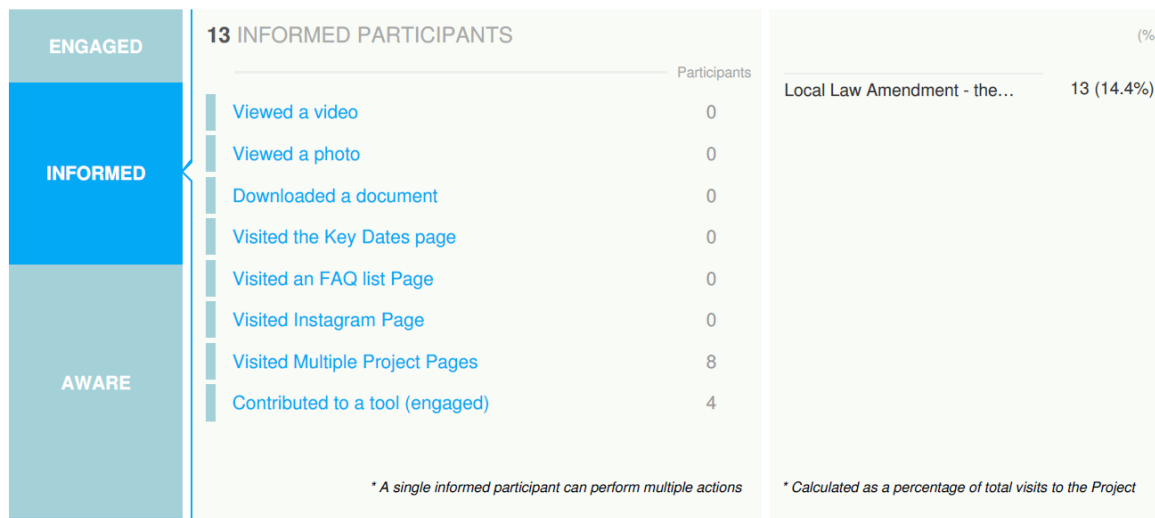 ENGAGED
INFORMED
AWARE
13 INFORMED PARTICIPANTS
Participants
Viewed a video 0
Viewed a photo 0
Downloaded a document 0
Visited the Key Dates page 0
Visited an FAQ list Page 0
Visited Instagram Page 0
Visited Multiple Project Pages 8
Contributed to a tool (engaged) 4
* A single informed participant can perform multiple actions
(%
Local Law Amendment - the… 13 (14.4%)
* Calculated as a percentage of total visits to the Project